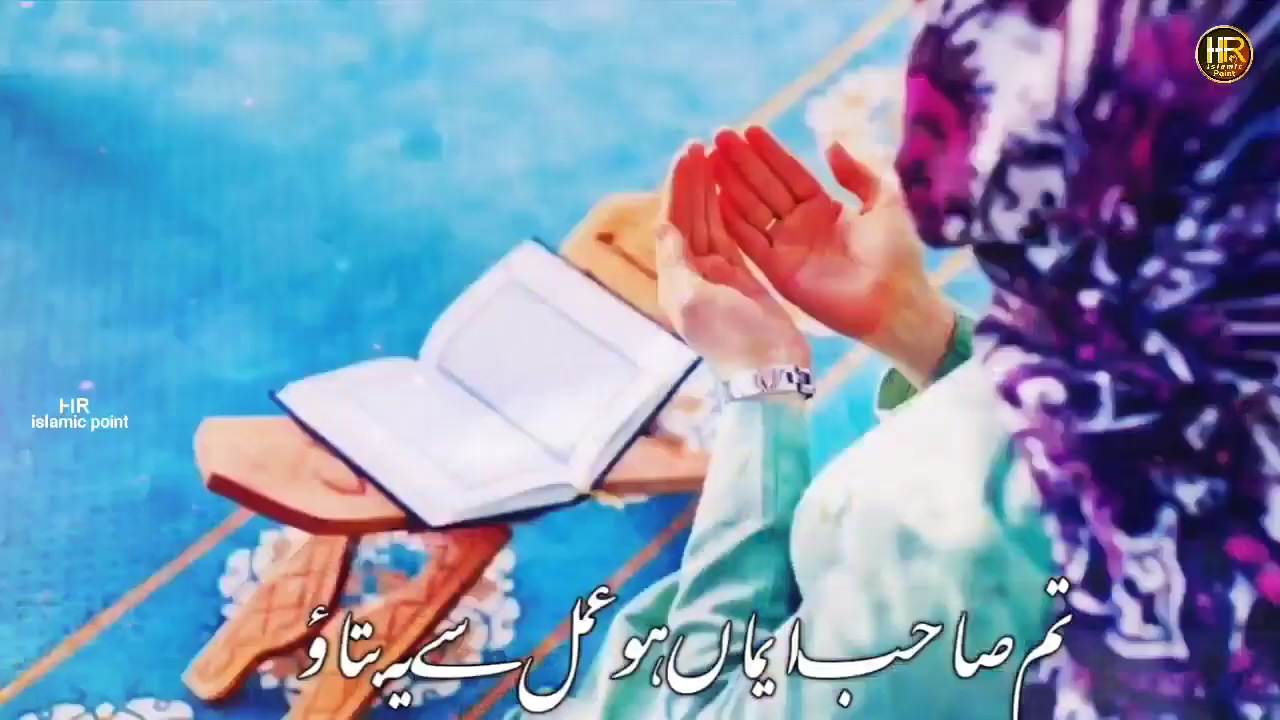 HR
islamic
Point
HR
islamic point
تم صاحب ایماں ہو عمل سے یہ بتاؤ